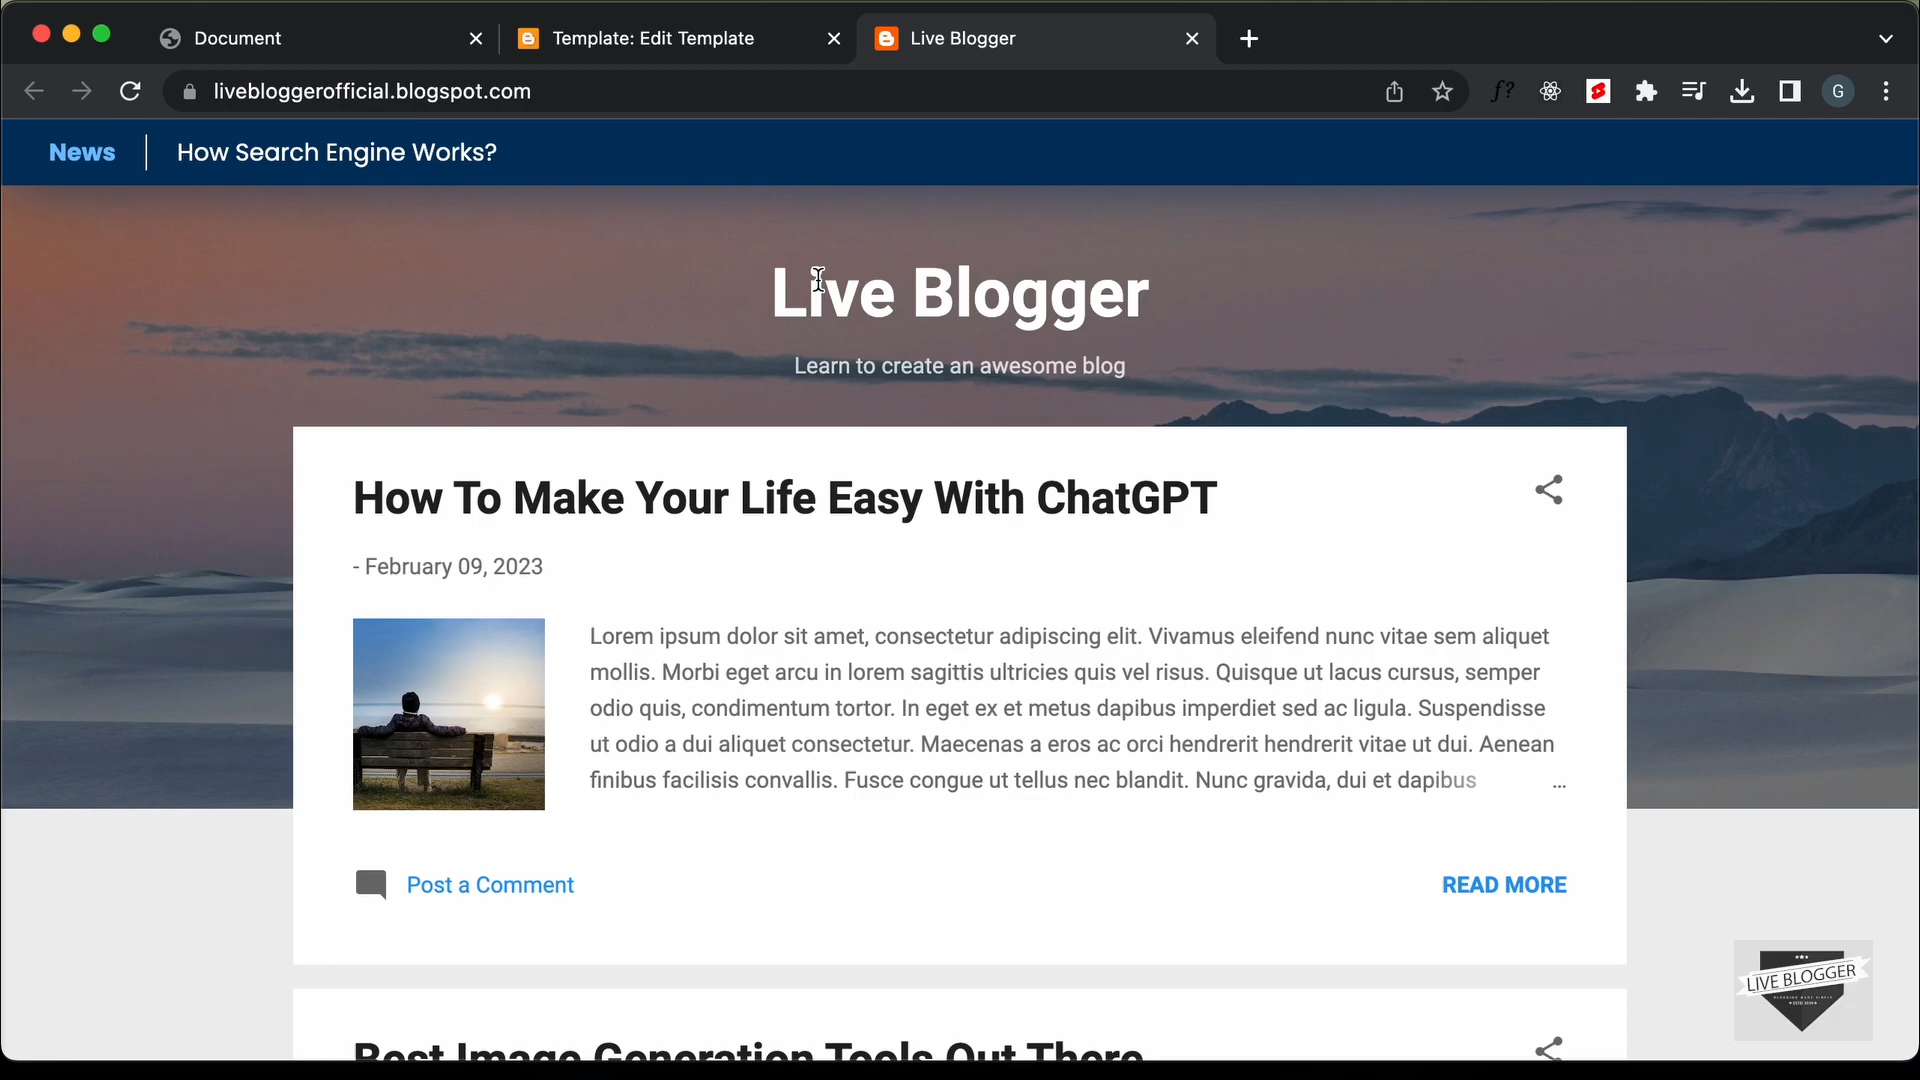 Document
Template: Edit Template
Live Blogger
livebloggerofficial.blogspot.com
f?
G
News
How Search Engine Works?
Live Blogger
Learn to create an awesome blog
How To Make Your Life Easy With ChatGPT
- February 09, 2023
Lorem ipsum dolor sit amet, consectetur adipiscing elit. Vivamus eleifend nunc vitae sem aliquet
mollis. Morbi eget arcu in lorem sagittis ultricies quis vel risus. Quisque ut lacus cursus, semper
odio quis, condimentum tortor. In eget ex et metus dapibus imperdiet sed ac ligula. Suspendisse
ut odio a dui aliquet consectetur. Maecenas a eros ac orci hendrerit hendrerit vitae ut dui. Aenean
finibus facilisis convallis. Fusce congue ut tellus nec blandit. Nunc gravida, dui et dapibus ...
Post a Comment
READ MORE
LIVE BLOGGER
BLOGGING MADE SIMPLE
Best Image Generation Tools Out There